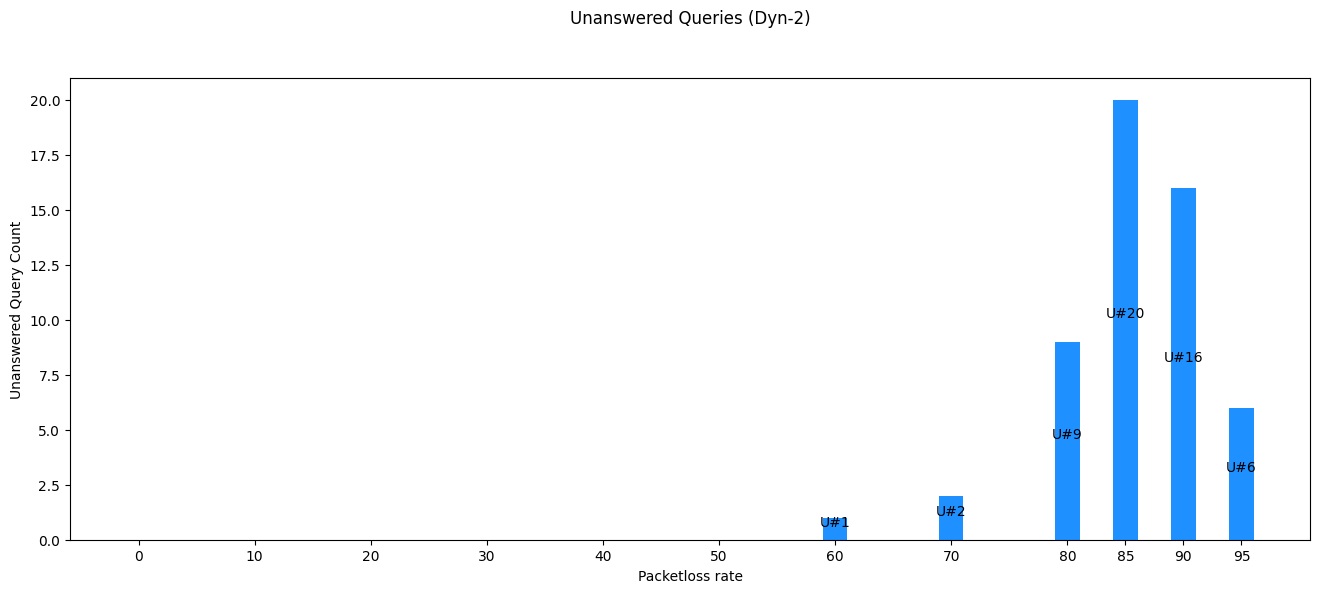 Unanswered Queries (Dyn-2)
Unanswered Query Count
20.0
17.5
15.0
12.5
10.0
7.5
5.0
2.5
0.0
U#1
U#2
U#9
U#20
U#16
U#6
0 10 20 30 40 50 60 70 80 85 90 95
Packetloss rate